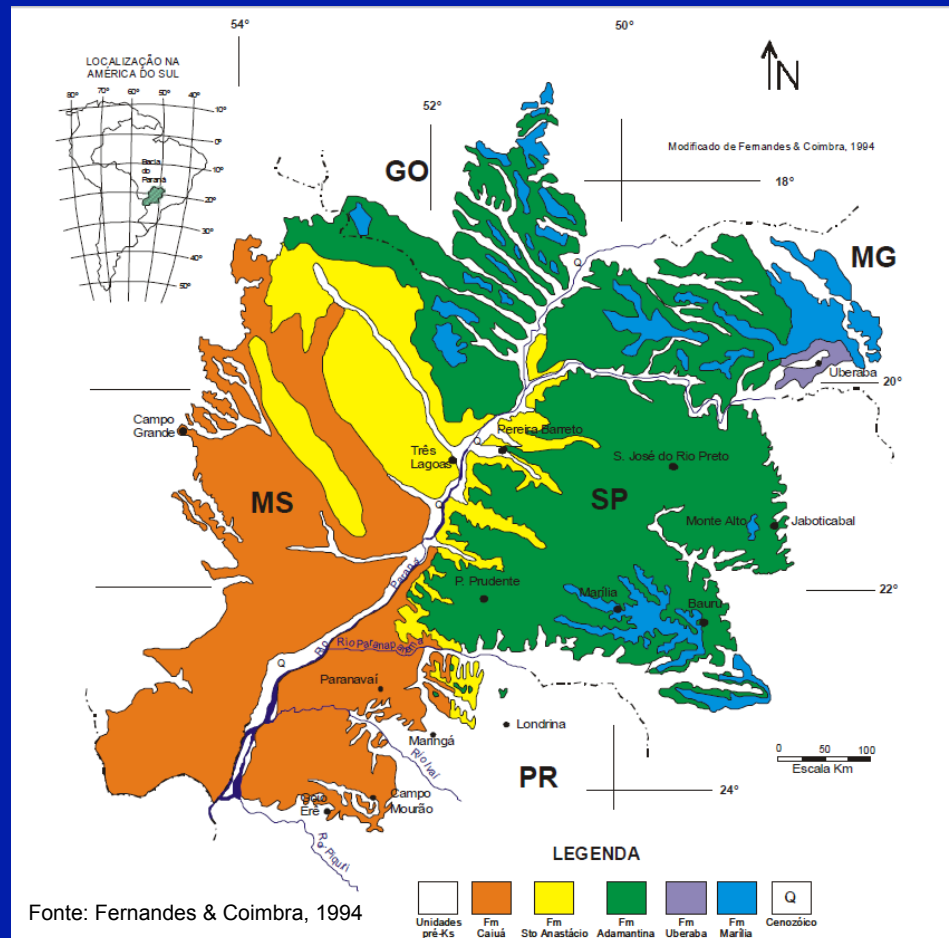 54°
50°
LOCALIZAÇÃO NA
AMÉRICA DO SUL
80°
70°
60°
50°
40°
10°
0°
10°
20°
30°
40°
50°
Bacia
do
Paraná
N
52°
Modificado de Fernandes & Coimbra, 1994
GO
18°
MG
Q
Uberaba
20°
Campo
Grande
Pereira Barreto
Q
Três
Lagoas
S. José do Rio Preto
MS
SP
Q
Monte Alto
Jaboticabal
Paraná
P. Prudente
Marília
22°
Bauru
Rio
Rio Paranapanema
Q
Paranavaí
Londrina
Maringá
Rio Ivaí
0 50 100
Escala Km
PR
24°
Goio
Erê
Campo
Mourão
Rio Piquiri
LEGENDA
Q
Unidades
pré-Ks
Fm
Caiuá
Fm
Sto Anastácio
Fm
Adamantina
Fm
Uberaba
Fm
Marília
Cenozóico
Fonte: Fernandes & Coimbra, 1994